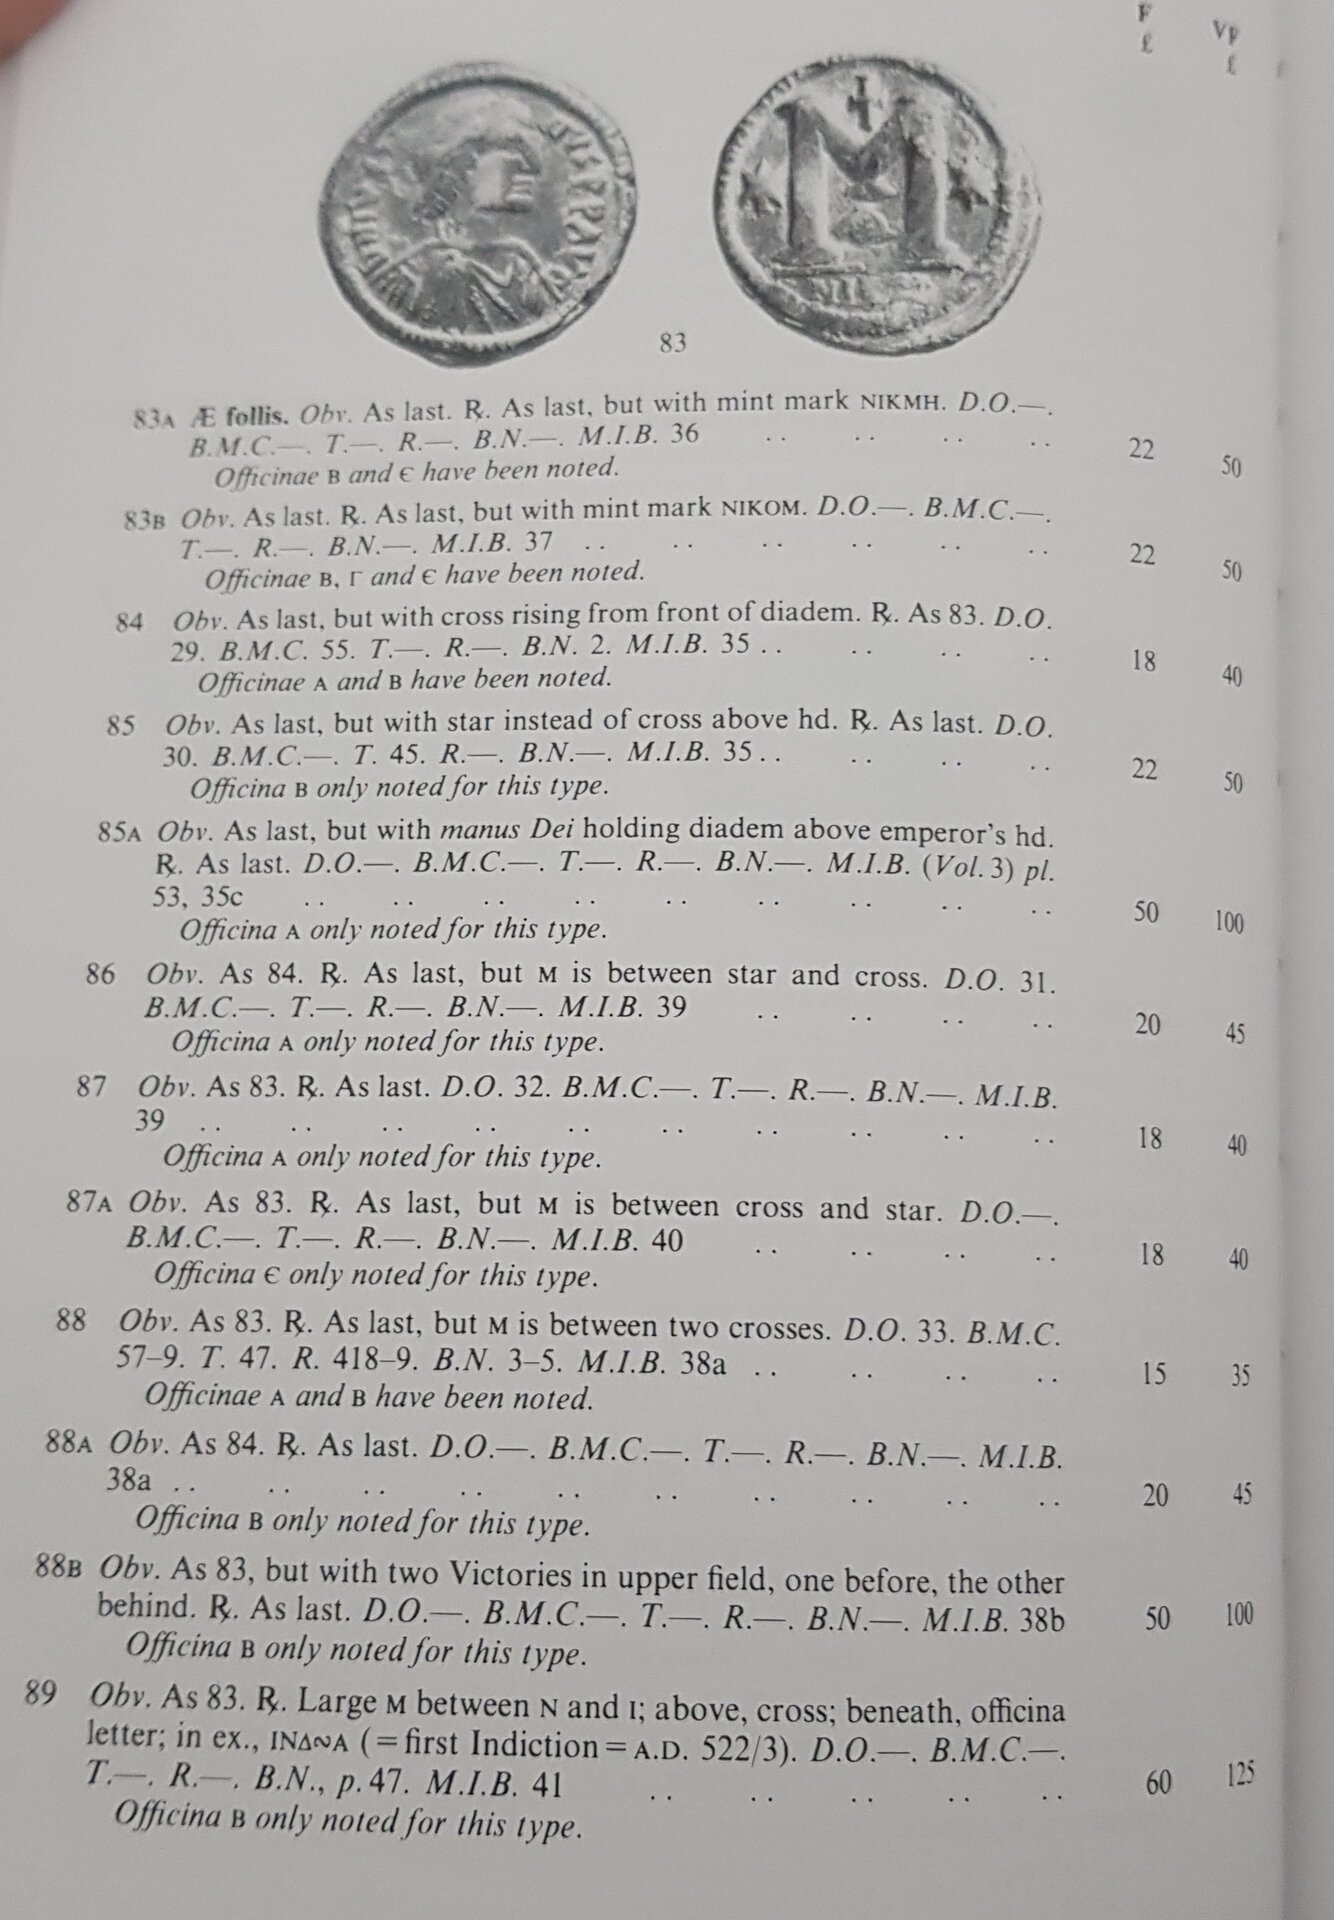 F VF
£ £
83
83A Æ follis. Obv. As last. ℞. As last, but with mint mark NIKMH. D.O.—.
B.M.C.—. T.—. R.—. B.N.—. M.I.B. 36 .. .. .. .. 22 50
Officinae B and Є have been noted.
83B Obv. As last. ℞. As last, but with mint mark NIKOM. D.O.—. B.M.C.—.
T.—. R.—. B.N.—. M.I.B. 37 .. .. .. .. .. .. 22 50
Officinae B, Γ and Є have been noted.
84 Obv. As last, but with cross rising from front of diadem. ℞. As 83. D.O.
29. B.M.C. 55. T.—. R.—. B.N. 2. M.I.B. 35 .. .. .. .. 18 40
Officinae A and B have been noted.
85 Obv. As last, but with star instead of cross above hd. ℞. As last. D.O.
30. B.M.C.—. T. 45. R.—. B.N.—. M.I.B. 35 .. .. .. .. 22 50
Officina B only noted for this type.
85A Obv. As last, but with manus Dei holding diadem above emperor's hd.
℞. As last. D.O.—. B.M.C.—. T.—. R.—. B.N.—. M.I.B. (Vol. 3) pl.
53, 35c .. .. .. .. .. .. .. .. .. 50 100
Officina A only noted for this type.
86 Obv. As 84. ℞. As last, but M is between star and cross. D.O. 31.
B.M.C.—. T.—. R.—. B.N.—. M.I.B. 39 .. .. .. .. 20 45
Officina A only noted for this type.
87 Obv. As 83. ℞. As last. D.O. 32. B.M.C.—. T.—. R.—. B.N.—. M.I.B.
39 .. .. .. .. .. .. .. .. .. .. 18 40
Officina A only noted for this type.
87A Obv. As 83. ℞. As last, but M is between cross and star. D.O.—.
B.M.C.—. T.—. R.—. B.N.—. M.I.B. 40 .. .. .. .. 18 40
Officina Є only noted for this type.
88 Obv. As 83. ℞. As last, but M is between two crosses. D.O. 33. B.M.C.
57–9. T. 47. R. 418–9. B.N. 3–5. M.I.B. 38a .. .. .. .. 15 35
Officinae A and B have been noted.
88A Obv. As 84. ℞. As last. D.O.—. B.M.C.—. T.—. R.—. B.N.—. M.I.B.
38a .. .. .. .. .. .. .. .. .. .. 20 45
Officina B only noted for this type.
88B Obv. As 83, but with two Victories in upper field, one before, the other
behind. ℞. As last. D.O.—. B.M.C.—. T.—. R.—. B.N.—. M.I.B. 38b 50 100
Officina B only noted for this type.
89 Obv. As 83. ℞. Large M between N and I; above, cross; beneath, officina
letter; in ex., INΔ∾A (=first Indiction=A.D. 522/3). D.O.—. B.M.C.—.
T.—. R.—. B.N., p. 47. M.I.B. 41 .. .. .. .. .. 60 125
Officina B only noted for this type.